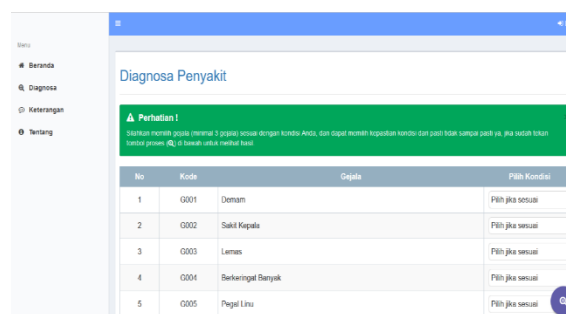 Menu
Beranda
Diagnosa
Keterangan
Tentang
Diagnosa Penyakit
Perhatian !
Silahkan memilih gejala (minimal 3 gejala) sesuai dengan kondisi Anda, dan dapat memilih kepastian kondisi dari pasti tidak sampai pasti ya, jika sudah tekan
tombol proses () di bawah untuk melihat hasil.
No Kode Gejala Pilih Kondisi
1 G001 Demam Pilih jika sesuai
2 G002 Sakit Kepala Pilih jika sesuai
3 G003 Lemas Pilih jika sesuai
4 G004 Berkeringat Banyak Pilih jika sesuai
5 G005 Pegal Linu Pilih jika sesuai